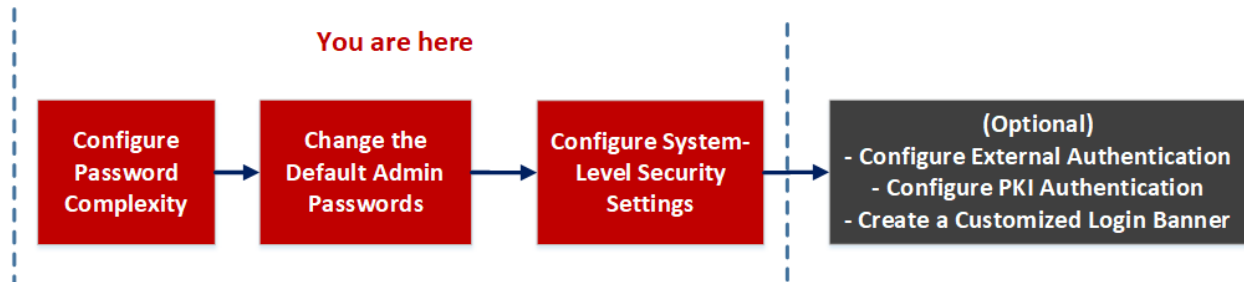 You are here
Configure
Password
Complexity
Change the
Default Admin
Passwords
Configure System-
Level Security
Settings
(Optional)
- Configure External Authentication
- Configure PKI Authentication
- Create a Customized Login Banner